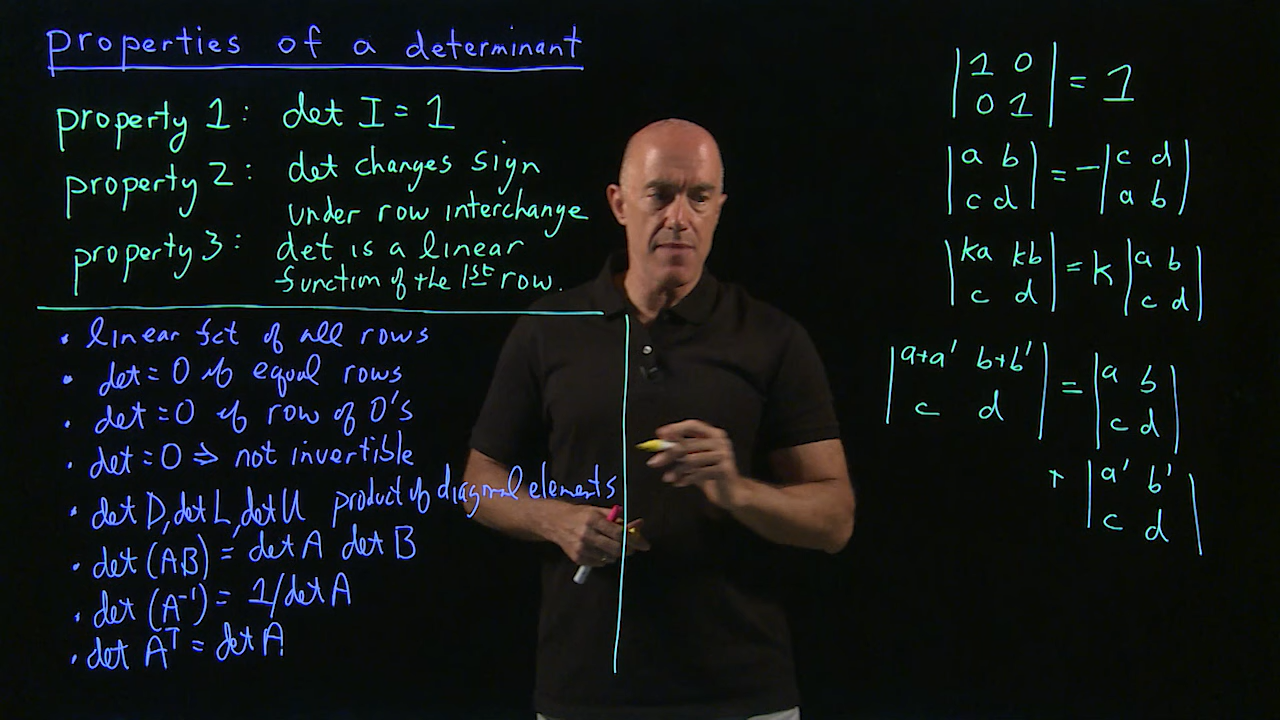 properties of a determinant
property 1: det I = 1
property 2: det changes sign
under row interchange
property 3: det is a linear
function of the 1st row.
• linear fct of all rows
• det = 0 if equal rows
• det = 0 if row of 0's
• det = 0 ⇒ not invertible
• det D, det L, det U product of diagonal elements
• det (AB) = det A det B
• det (A⁻¹) = 1/det A
• det Aᵀ = det A
|1 0| = 1
|0 1|
|a b| = -|c d|
|c d| |a b|
|ka kb| = k |a b|
|c d| |c d|
|a+a' b+b'| = |a b|
|c d| |c d|
+ |a' b'|
|c d|